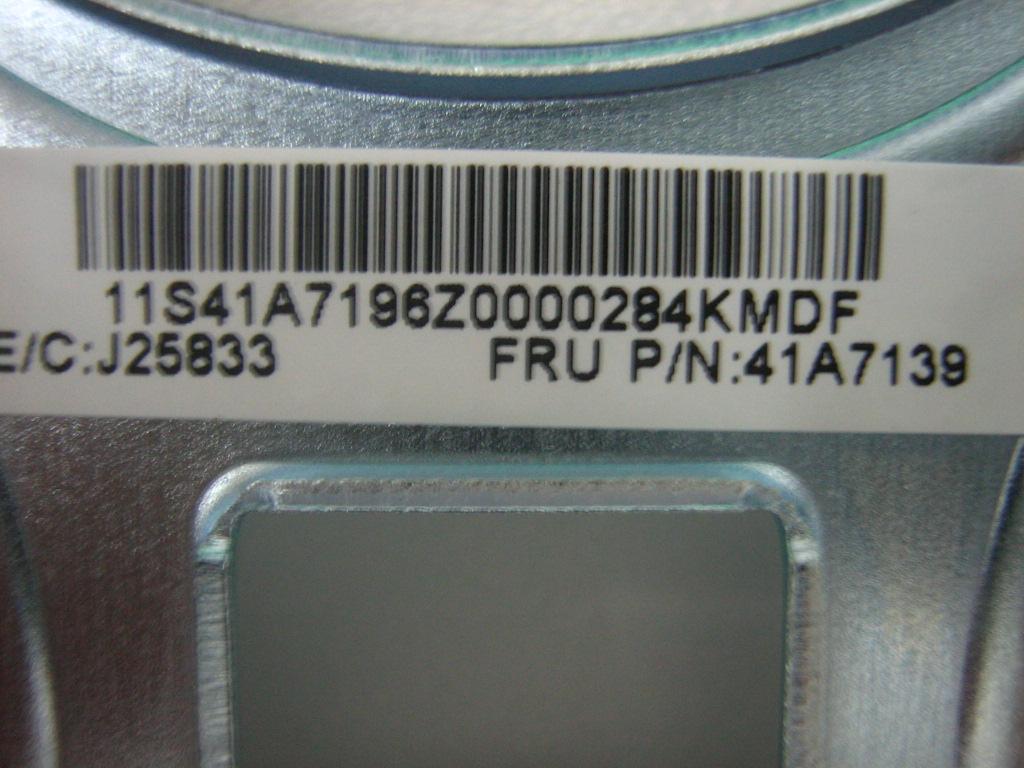 11S41A7196Z0000284KMDF
E/C:J25833 FRU P/N:41A7139